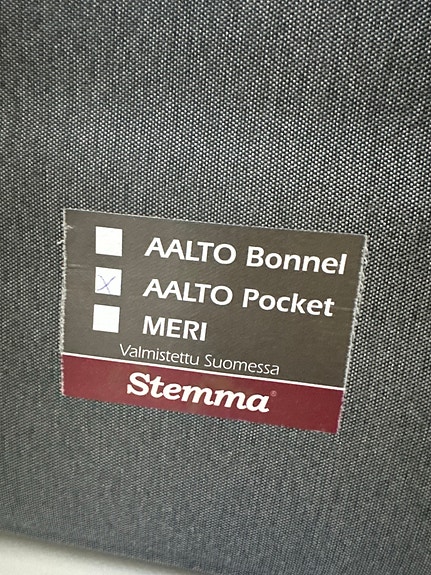 AALTO Bonnel
X AALTO Pocket
MERI
Valmistettu Suomessa
Stemma®